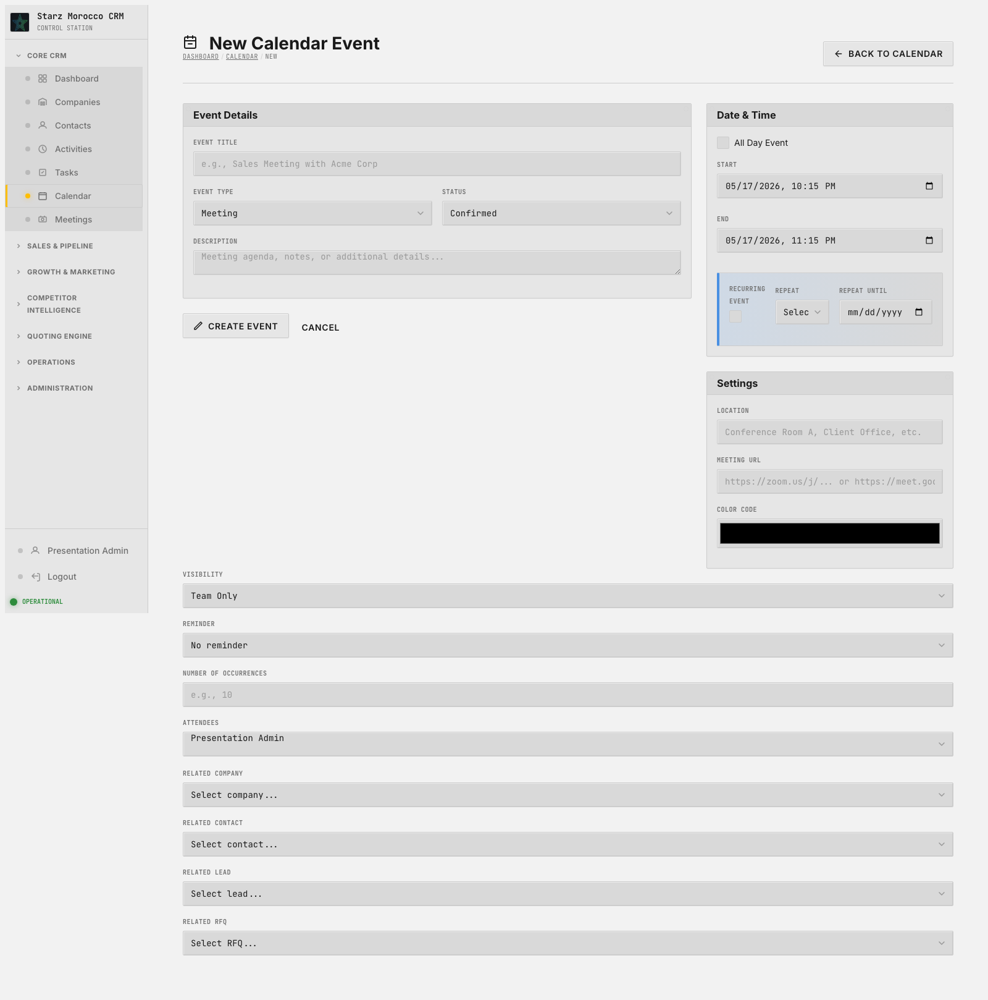 Starz Morocco CRM
CONTROL STATION
CORE CRM
Dashboard
Companies
Contacts
Activities
Tasks
Calendar
Meetings
SALES & PIPELINE
GROWTH & MARKETING
COMPETITOR
INTELLIGENCE
QUOTING ENGINE
OPERATIONS
ADMINISTRATION
Presentation Admin
Logout
OPERATIONAL
New Calendar Event
DASHBOARD / CALENDAR / NEW
BACK TO CALENDAR
Event Details
EVENT TITLE
e.g., Sales Meeting with Acme Corp
EVENT TYPE
Meeting
STATUS
Confirmed
DESCRIPTION
Meeting agenda, notes, or additional details...
CREATE EVENT
CANCEL
Date & Time
All Day Event
START
05/17/2026, 10:15 PM
END
05/17/2026, 11:15 PM
RECURRING
EVENT
REPEAT
Selec
REPEAT UNTIL
mm/dd/yyyy
Settings
LOCATION
Conference Room A, Client Office, etc.
MEETING URL
https://zoom.us/j/... or https://meet.goo
COLOR CODE
VISIBILITY
Team Only
REMINDER
No reminder
NUMBER OF OCCURRENCES
e.g., 10
ATTENDEES
Presentation Admin
RELATED COMPANY
Select company...
RELATED CONTACT
Select contact...
RELATED LEAD
Select lead...
RELATED RFQ
Select RFQ...